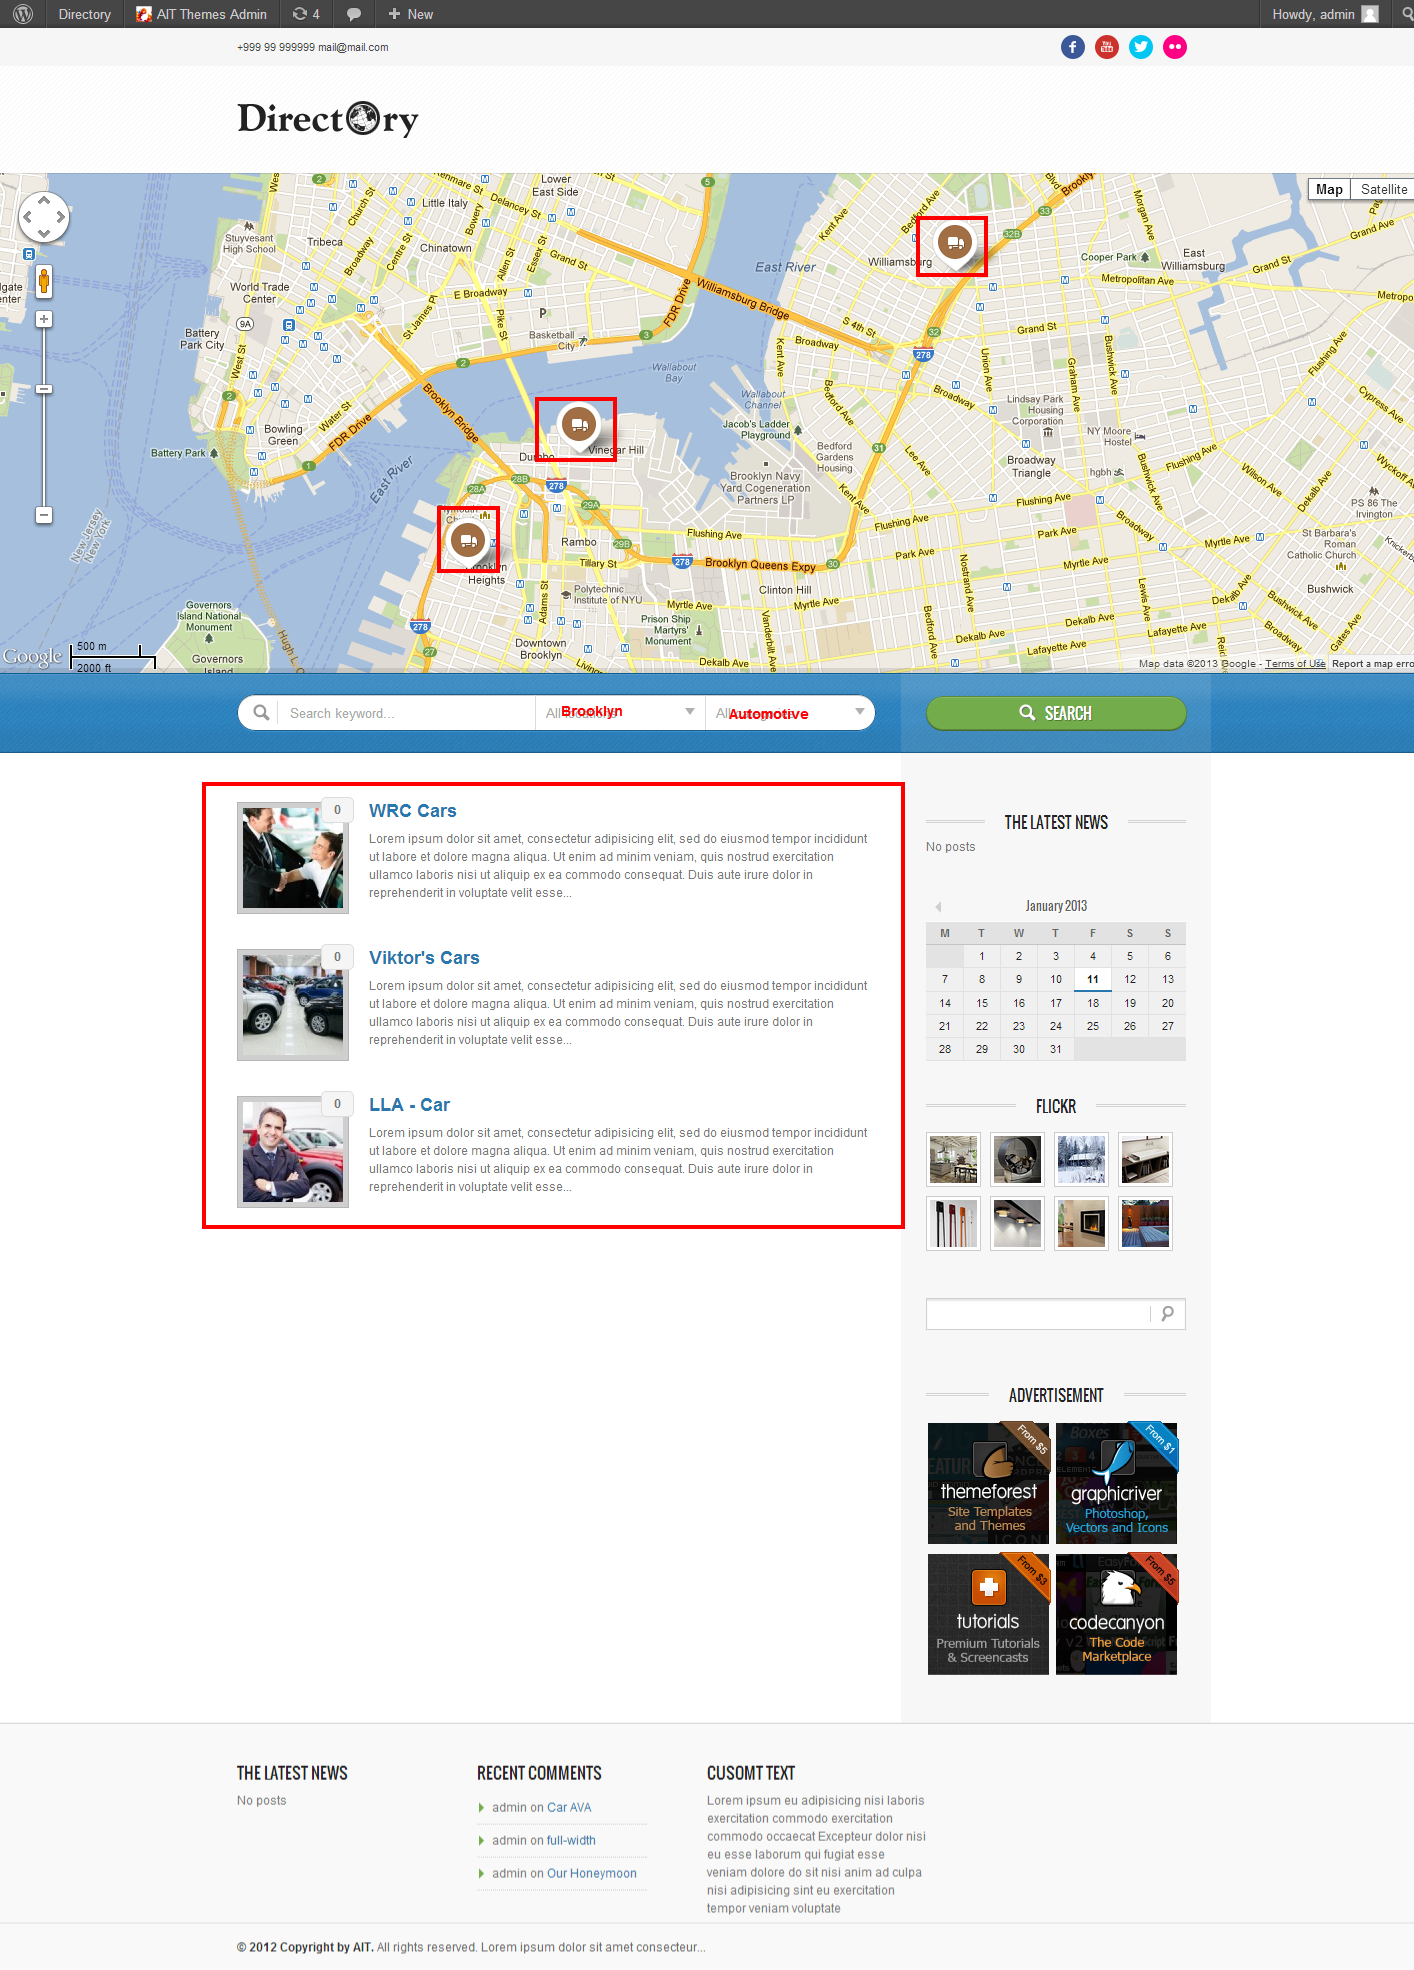 Directory
AIT Themes Admin
4
New
Howdy, admin
+999 99 999999 mail@mail.com
DirectOry
Map
Satellite
Lower
East Side
Little Italy
Kenmare St
Delancey St
Stuyvesant
High School
Tribeca
Chinatown
Grand St
World Trade
Center
E Broadway
Battery
Park City
Basketball
City
Williamsburg Bridge
East River
Williamsburg
Cooper Park
East
Williamsburg
Grand St
Metropolitan Ave
Grand Ave
S 4th St
Broadway
Wallabout
Bay
Wallabout
Channel
Brooklyn Bridge
FDR Drive
Bowling
Green
Battery Park
Jacob's Ladder
Playground
Bedford
Gardens
Housing
Lindsay Park
Housing
Corporation
NY Moore
Hostel
Broadway
Triangle
hgbh
Vinegar Hill
Brooklyn Navy
Yard Cogeneration
Partners LP
Flushing Ave
PS 86 The
Irvington
St Barbara's
Roman
Catholic Church
Bushwick
Rambo
Tillary St
Brooklyn Queens Expy
Park Ave
Clinton Hill
Heights
Polytechnic
Institute of NYU
Myrtle Ave
Prison Ship
Martyrs'
Monument
Downtown
Brooklyn
Dekalb Ave
Lafayette Ave
Governors
Island National
Monument
Governors
Island
Google
500 m
2000 ft
Map data ©2013 Google - Terms of Use
Report a map erro
Search keyword...
Brooklyn
Automotive
SEARCH
0
WRC Cars
Lorem ipsum dolor sit amet, consectetur adipisicing elit, sed do eiusmod tempor incididunt
ut labore et dolore magna aliqua. Ut enim ad minim veniam, quis nostrud exercitation
ullamco laboris nisi ut aliquip ex ea commodo consequat. Duis aute irure dolor in
reprehenderit in voluptate velit esse...
0
Viktor's Cars
Lorem ipsum dolor sit amet, consectetur adipisicing elit, sed do eiusmod tempor incididunt
ut labore et dolore magna aliqua. Ut enim ad minim veniam, quis nostrud exercitation
ullamco laboris nisi ut aliquip ex ea commodo consequat. Duis aute irure dolor in
reprehenderit in voluptate velit esse...
0
LLA - Car
Lorem ipsum dolor sit amet, consectetur adipisicing elit, sed do eiusmod tempor incididunt
ut labore et dolore magna aliqua. Ut enim ad minim veniam, quis nostrud exercitation
ullamco laboris nisi ut aliquip ex ea commodo consequat. Duis aute irure dolor in
reprehenderit in voluptate velit esse...
THE LATEST NEWS
No posts
January 2013
M T W T F S S
1 2 3 4 5 6
7 8 9 10 11 12 13
14 15 16 17 18 19 20
21 22 23 24 25 26 27
28 29 30 31
FLICKR
ADVERTISEMENT
From $5
themeforest
Site Templates
and Themes
From $1
graphicriver
Photoshop,
Vectors and Icons
From $3
tutorials
Premium Tutorials
& Screencasts
From $5
codecanyon
The Code
Marketplace
THE LATEST NEWS
No posts
RECENT COMMENTS
admin on Car AVA
admin on full-width
admin on Our Honeymoon
CUSOMT TEXT
Lorem ipsum eu adipisicing nisi laboris
exercitation commodo exercitation
commodo occaecat Excepteur dolor nisi
eu esse laborum qui fugiat esse
veniam dolore do sit nisi anim ad culpa
nisi adipisicing sint eu exercitation
tempor veniam voluptate
© 2012 Copyright by AIT. All rights reserved. Lorem ipsum dolor sit amet consecteur...